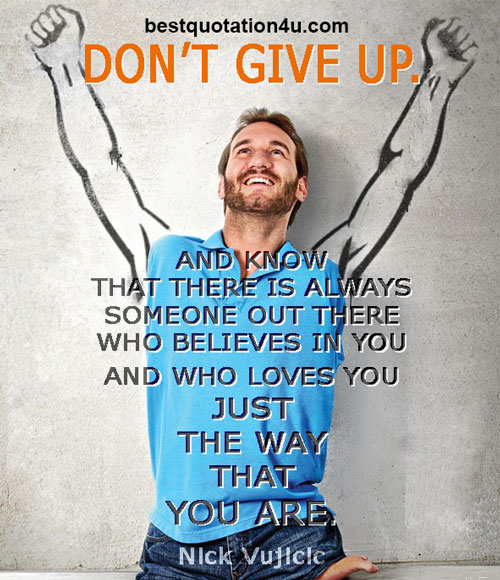 bestquotation4u.com
DON'T GIVE UP.
AND KNOW
THAT THERE IS ALWAYS
SOMEONE OUT THERE
WHO BELIEVES IN YOU
AND WHO LOVES YOU
JUST
THE WAY
THAT
YOU ARE.
NIck VuJIcIc